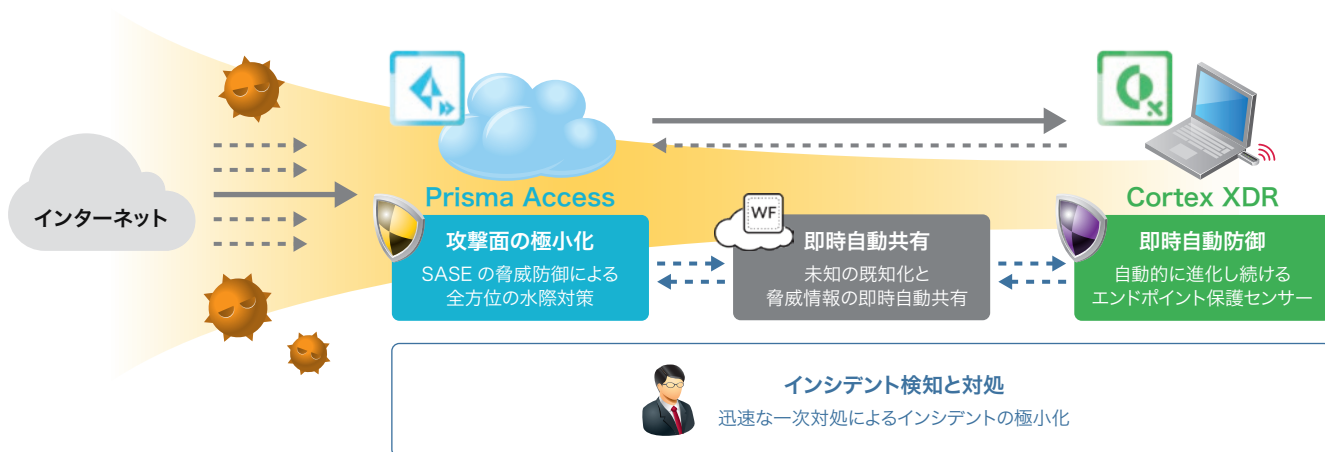 インターネット
Prisma Access
攻撃面の極小化
SASE の脅威防御による
全方位の水際対策
WF
即時自動共有
未知の既知化と
脅威情報の即時自動共有
Cortex XDR
即時自動防御
自動的に進化し続ける
エンドポイント保護センサー
インシデント検知と対処
迅速な一次対処によるインシデントの極小化